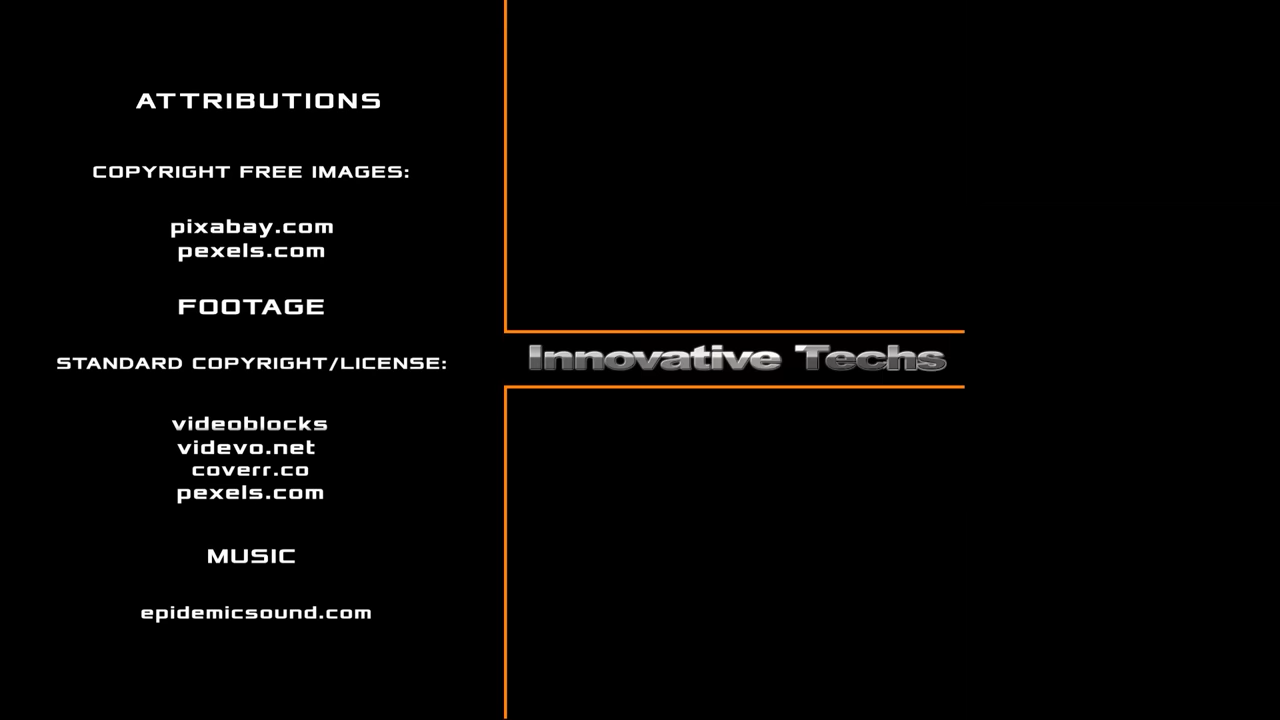 ATTRIBUTIONS
COPYRIGHT FREE IMAGES:
pixabay.com
pexels.com
FOOTAGE
STANDARD COPYRIGHT/LICENSE:
videoblocks
videvo.net
coverr.co
pexels.com
MUSIC
epidemicsound.com
Innovative Techs